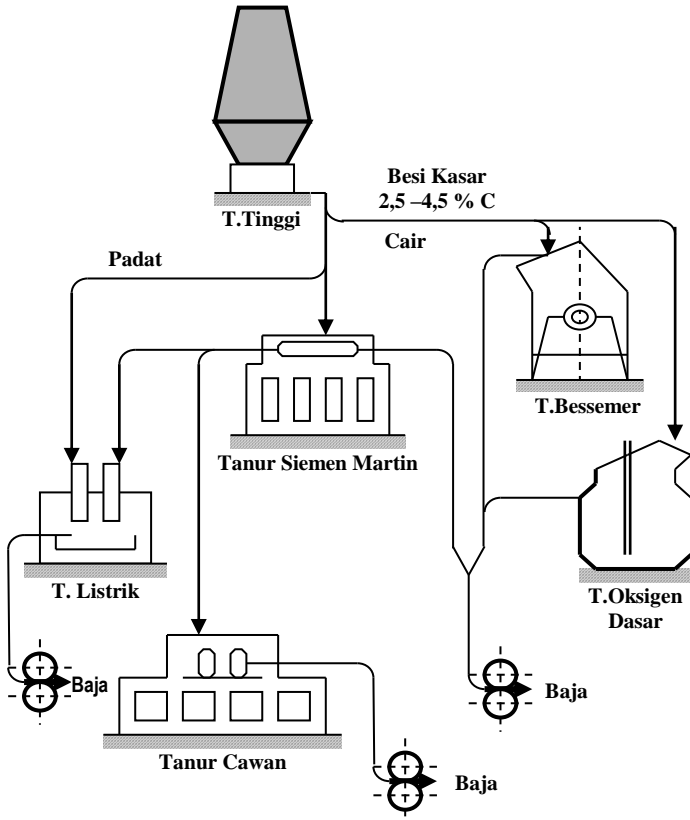 Besi Kasar
2,5 –4,5 % C
T.Tinggi
Cair
Padat
T.Bessemer
Tanur Siemen Martin
T. Listrik
T.Oksigen
Dasar
Baja
Baja
Tanur Cawan
Baja